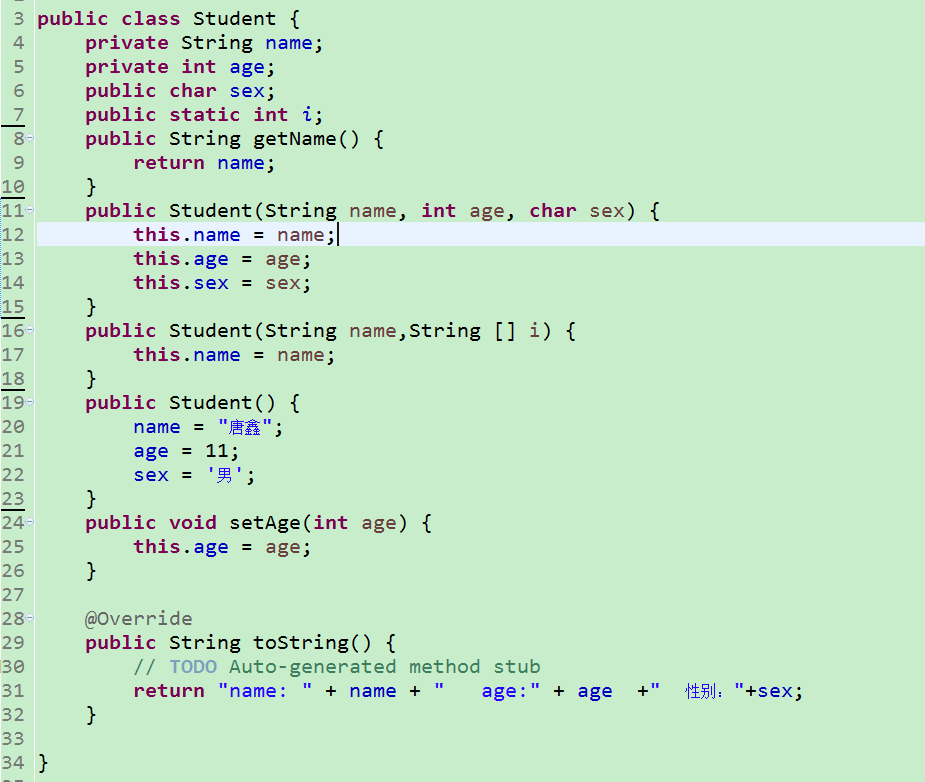 3 public class Student {
4     private String name;
5     private int age;
6     public char sex;
7     public static int i;
8     public String getName() {
9         return name;
10     }
11     public Student(String name, int age, char sex) {
12         this.name = name;
13         this.age = age;
14         this.sex = sex;
15     }
16     public Student(String name,String [] i) {
17         this.name = name;
18     }
19     public Student() {
20         name = "唐鑫";
21         age = 11;
22         sex = '男';
23     }
24     public void setAge(int age) {
25         this.age = age;
26     }
27
28     @Override
29     public String toString() {
30         // TODO Auto-generated method stub
31         return "name: " + name + "   age:" + age  +"  性别："+sex;
32     }
33
34 }